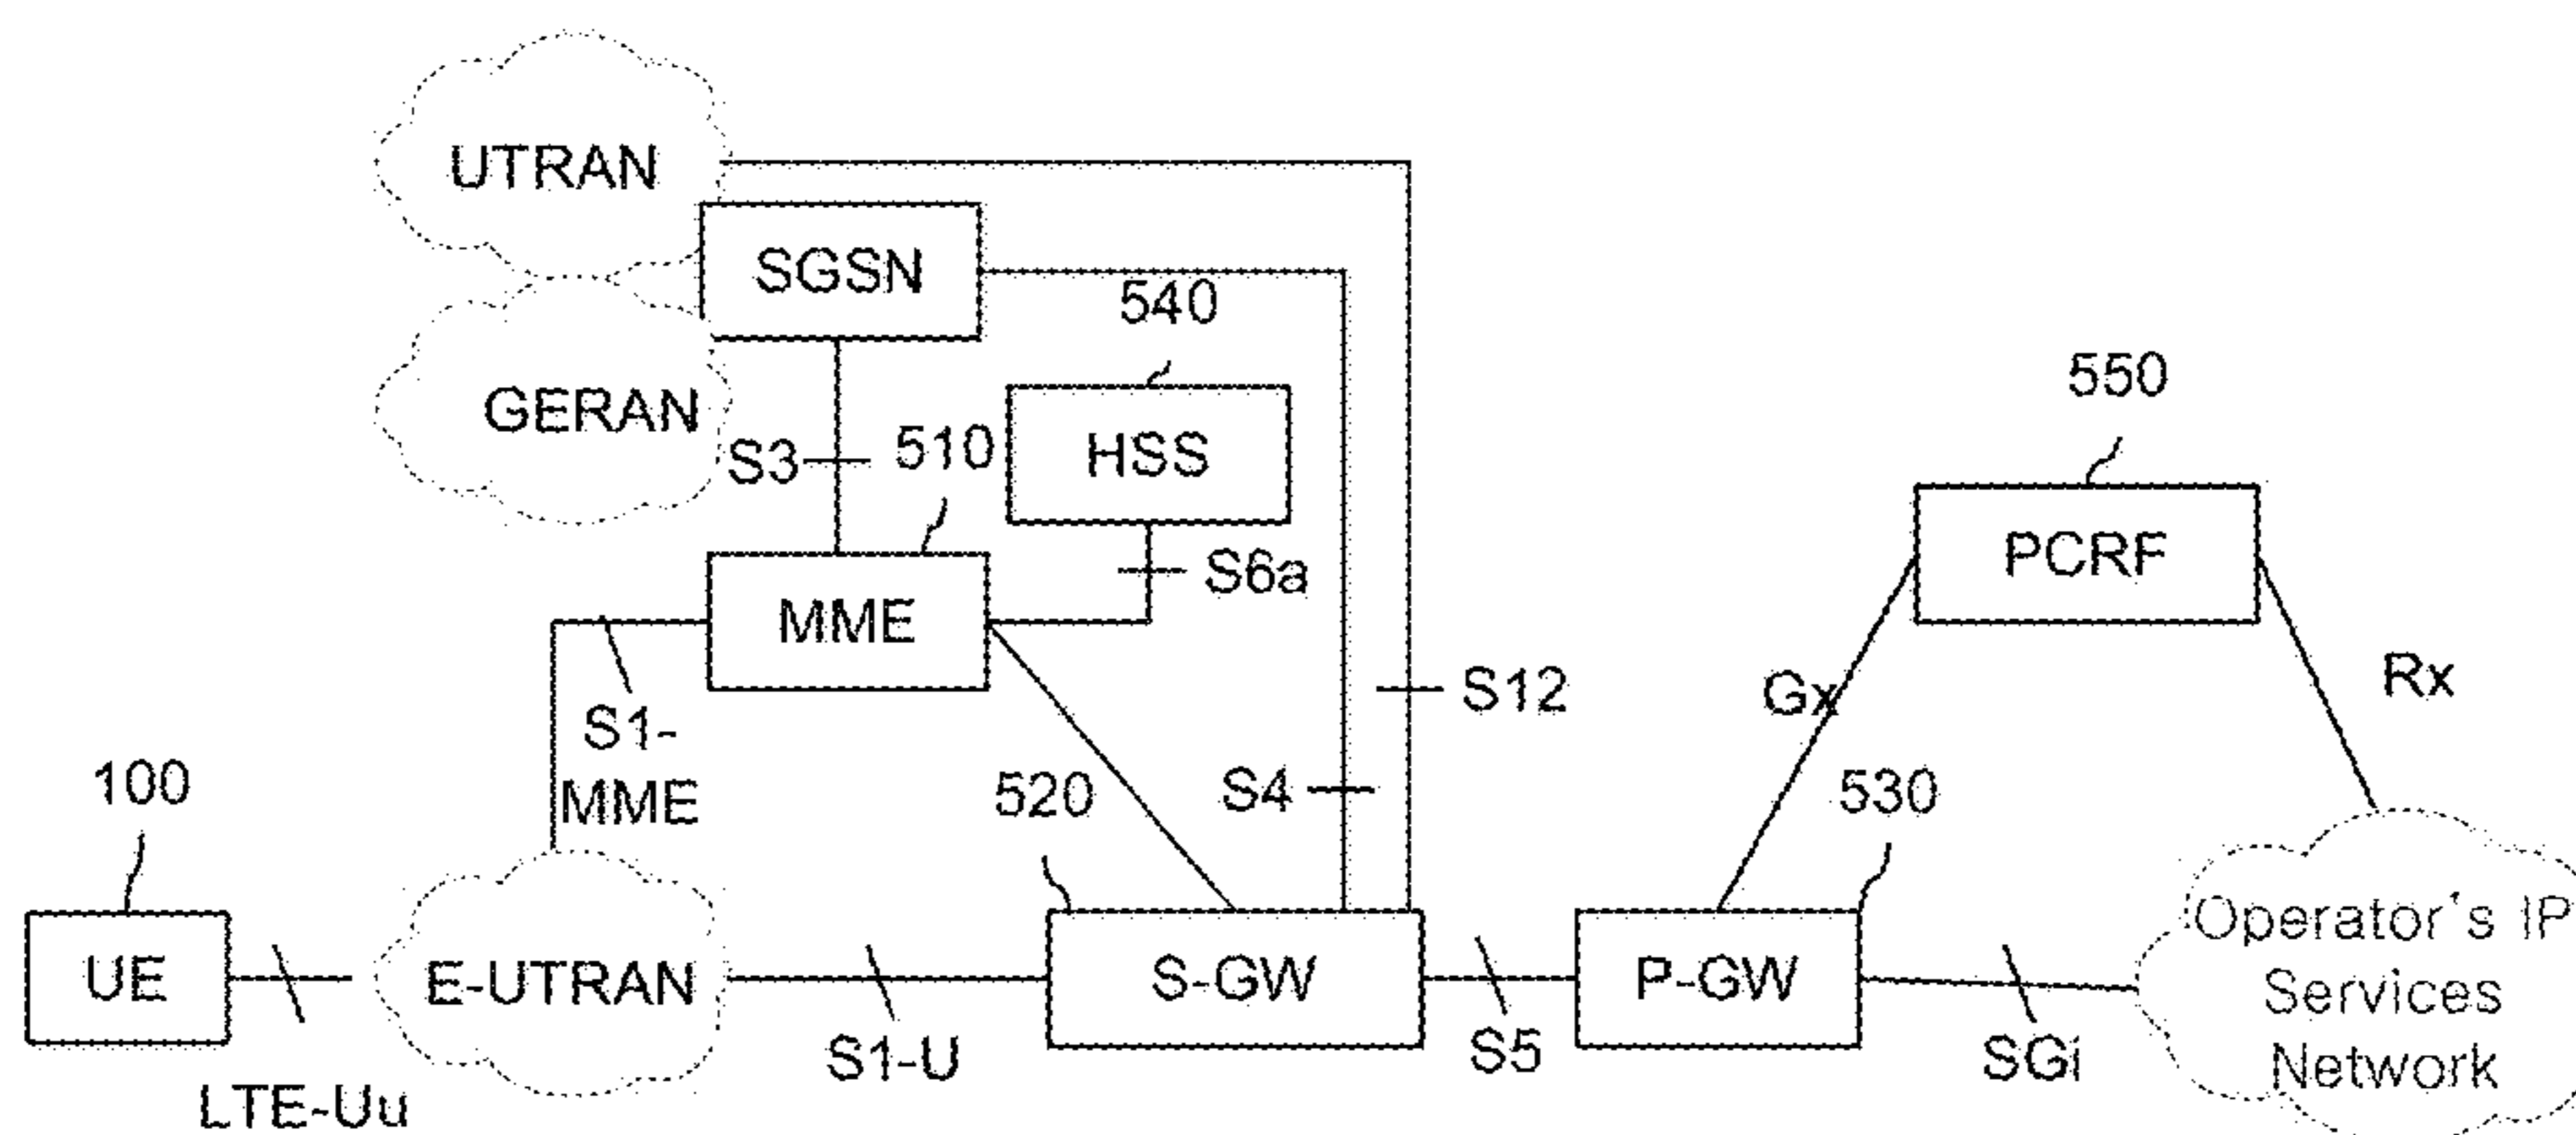 UTRAN
SGSN
540
GERAN
550
S3
510
HSS
PCRF
S6a
MME
S12
Gx
Rx
S1-
MME
100
520
S4
530
UE
E-UTRAN
S-GW
P-GW
Operator's IP
Services
Network
S1-U
S5
SGi
LTE-Uu